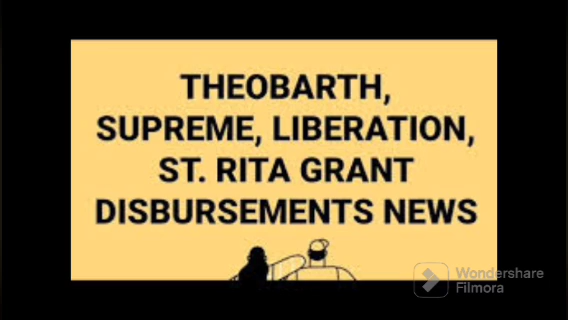 THEOBARTH,
SUPREME, LIBERATION,
ST. RITA GRANT
DISBURSEMENTS NEWS
Wondershare
Filmora